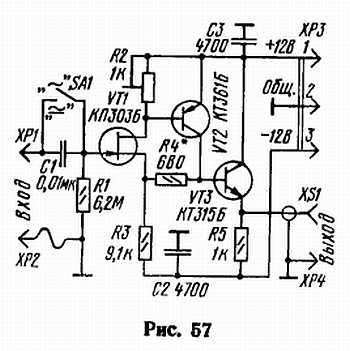 C3
4700
+12В
XP3
1
R2
1к
„~" SA1
„≂"
VT1
КП303Б
VT2 КТ361Б
Общ.
2
−12В
3
XP1
C1
0,01мк
R4*
680
R1
6,2М
VT3
КТ315Б
XS1
Вход
XP2
R3
9,1к
C2 4700
R5
1к
Выход
XP4
Рис. 57